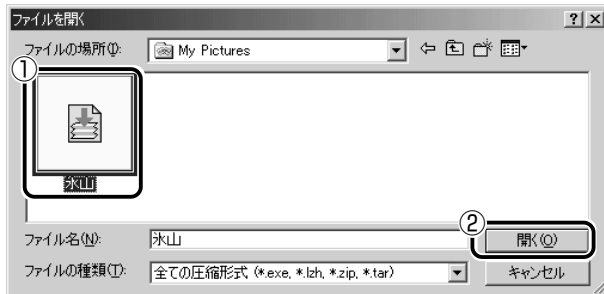 ファイルを開く
ファイルの場所(I): My Pictures
①
氷山
ファイル名(N): 氷山
② 開く(O)
ファイルの種類(T): 全ての圧縮形式 (*.exe, *.lzh, *.zip, *.tar) キャンセル